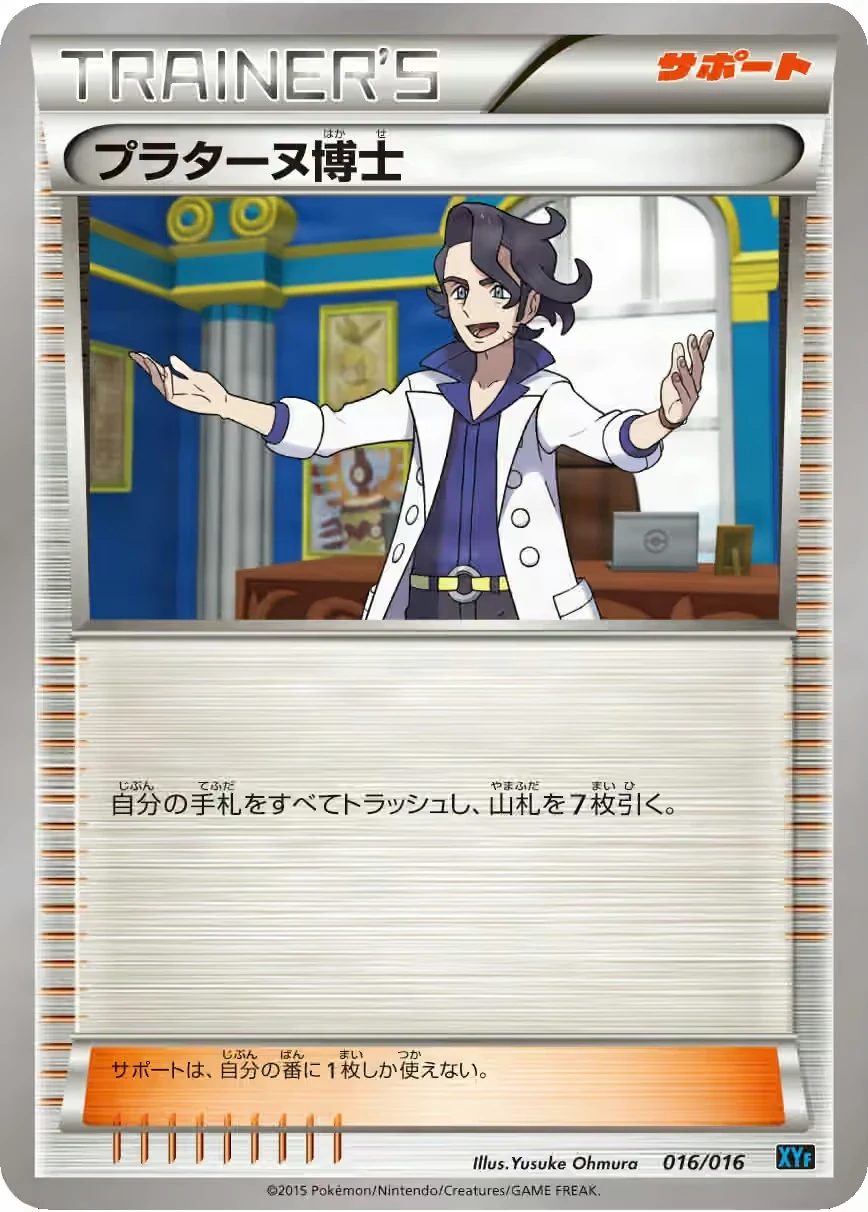 TRAINER'S
サポート
はかせ
プラターヌ博士
じぶん てふだ やまふだ まい ひ
自分の手札をすべてトラッシュし、山札を7枚引く。
じぶん ばん まい つか
サポートは、自分の番に1枚しか使えない。
Illus.Yusuke Ohmura 016/016 XYF
©2015 Pokémon/Nintendo/Creatures/GAME FREAK.